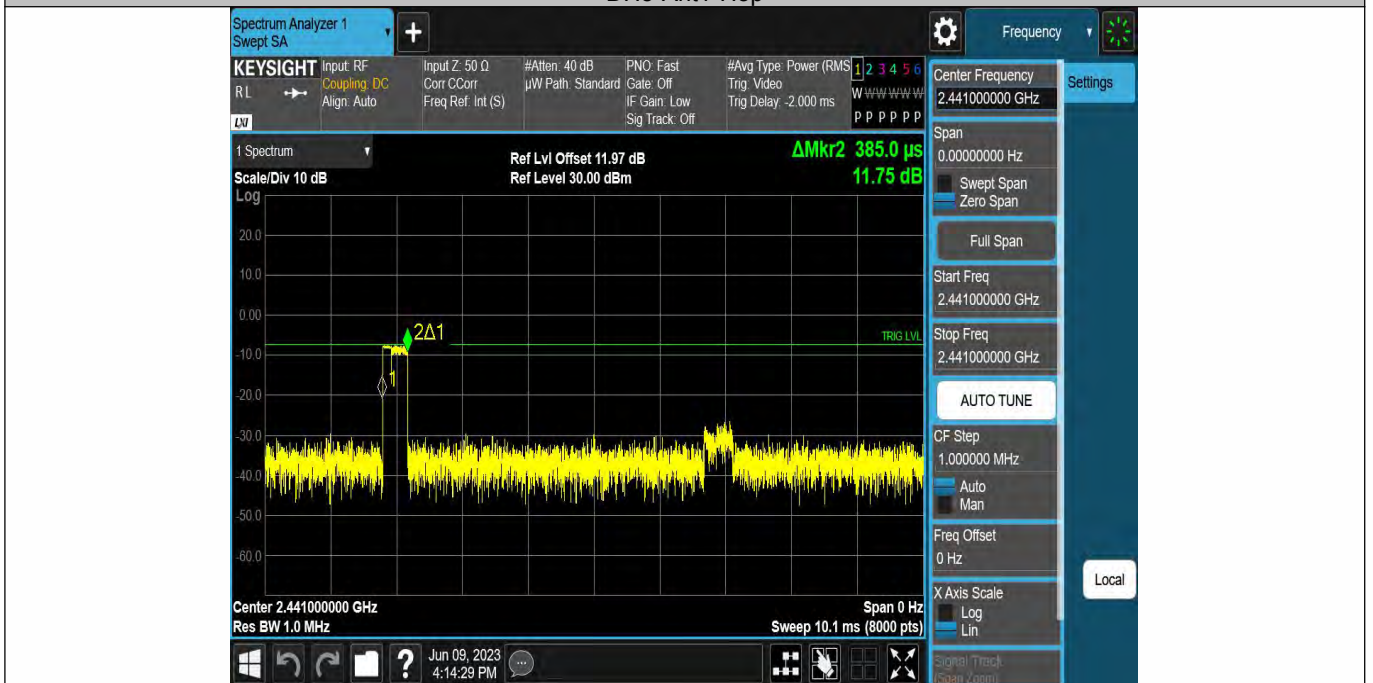 Spectrum Analyzer 1
Swept SA
+
Frequency
KEYSIGHT
RL
LXI
Input: RF
Coupling: DC
Align: Auto
Input Z: 50 Ω
Corr CCorr
Freq Ref: Int (S)
#Atten: 40 dB
µW Path: Standard
PNO: Fast
Gate: Off
IF Gain: Low
Sig Track: Off
#Avg Type: Power (RMS
Trig: Video
Trig Delay: -2.000 ms
1 2 3 4 5 6
W W W W W W
P P P P P P
1 Spectrum
Scale/Div 10 dB
Ref Lvl Offset 11.97 dB
Ref Level 30.00 dBm
ΔMkr2 385.0 µs
11.75 dB
Log
20.0
10.0
0.00
-10.0
-20.0
-30.0
-40.0
-50.0
-60.0
2Δ1
1
TRIG LVL
Center 2.441000000 GHz
Res BW 1.0 MHz
Span 0 Hz
Sweep 10.1 ms (8000 pts)
Center Frequency
2.441000000 GHz
Settings
Span
0.00000000 Hz
Swept Span
Zero Span
Full Span
Start Freq
2.441000000 GHz
Stop Freq
2.441000000 GHz
AUTO TUNE
CF Step
1.000000 MHz
Auto
Man
Freq Offset
0 Hz
X Axis Scale
Log
Lin
Signal Track
(Span Zoom)
Local
?
Jun 09, 2023
4:14:29 PM